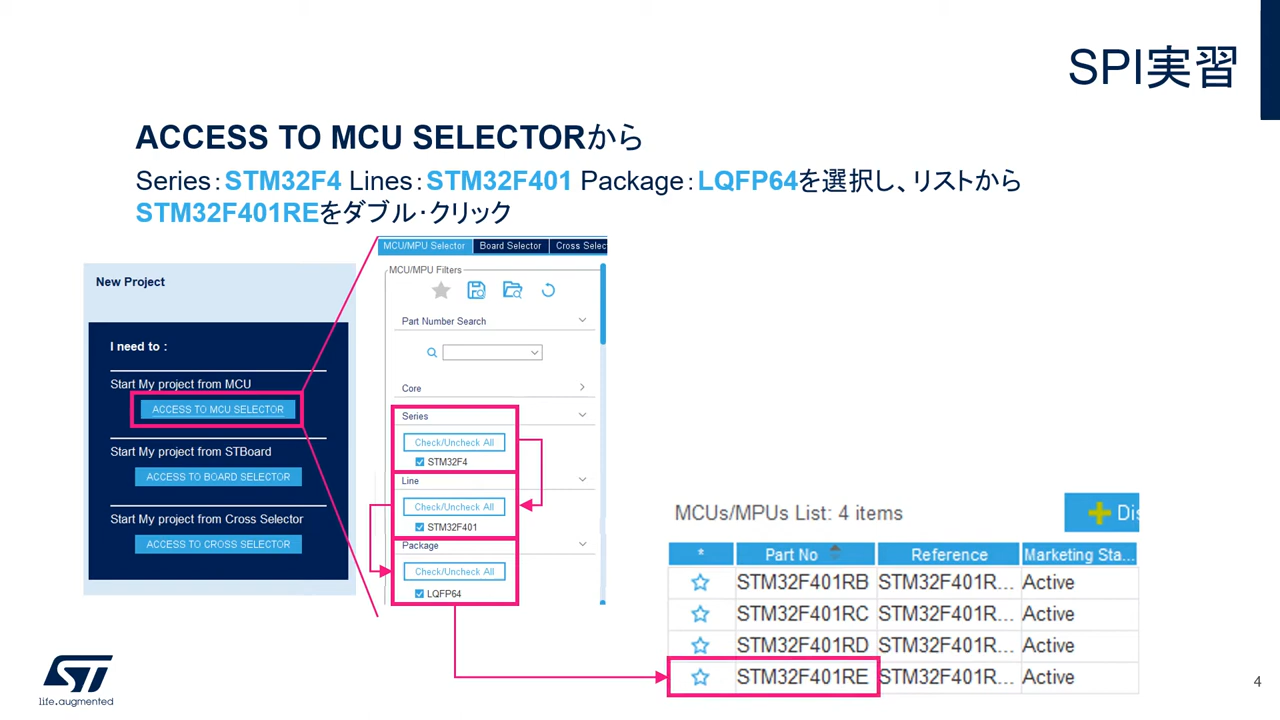 SPI実習
ACCESS TO MCU SELECTORから
Series：STM32F4 Lines：STM32F401 Package：LQFP64を選択し、リストから
STM32F401REをダブル・クリック
New Project
I need to :
Start My project from MCU
ACCESS TO MCU SELECTOR
Start My project from STBoard
ACCESS TO BOARD SELECTOR
Start My project from Cross Selector
ACCESS TO CROSS SELECTOR
MCU/MPU Selector Board Selector Cross Selec
MCU/MPU Filters
Part Number Search
Core
Series
Check/Uncheck All
STM32F4
Line
Check/Uncheck All
STM32F401
Package
Check/Uncheck All
LQFP64
MCUs/MPUs List: 4 items
Dis
* Part No Reference Marketing Sta...
STM32F401RB STM32F401R... Active
STM32F401RC STM32F401R... Active
STM32F401RD STM32F401R... Active
STM32F401RE STM32F401R... Active
ST
life.augmented
4